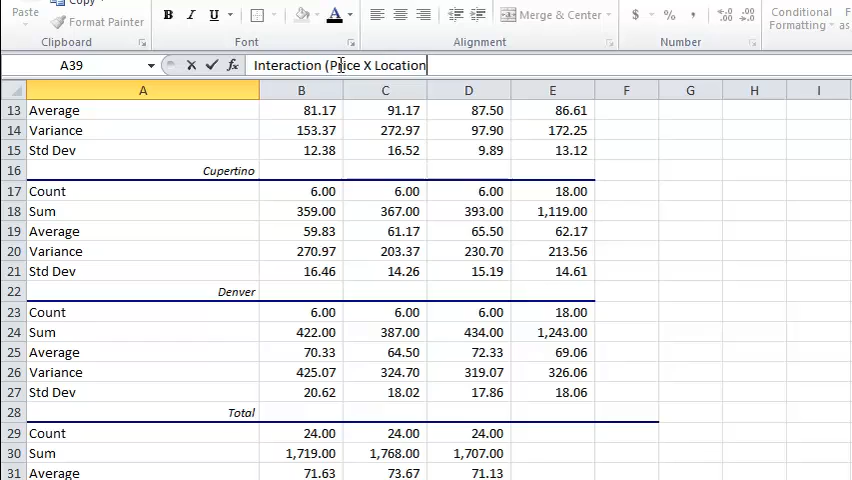 Paste
Copy
Format Painter
B I U A
Merge & Center
$ % , .00 .0
Conditional
Formatting
Clipboard Font Alignment Number
A39 fx Interaction (Price X Location
A B C D E F G H I
13 Average 81.17 91.17 87.50 86.61
14 Variance 153.37 272.97 97.90 172.25
15 Std Dev 12.38 16.52 9.89 13.12
16 Cupertino
17 Count 6.00 6.00 6.00 18.00
18 Sum 359.00 367.00 393.00 1,119.00
19 Average 59.83 61.17 65.50 62.17
20 Variance 270.97 203.37 230.70 213.56
21 Std Dev 16.46 14.26 15.19 14.61
22 Denver
23 Count 6.00 6.00 6.00 18.00
24 Sum 422.00 387.00 434.00 1,243.00
25 Average 70.33 64.50 72.33 69.06
26 Variance 425.07 324.70 319.07 326.06
27 Std Dev 20.62 18.02 17.86 18.06
28 Total
29 Count 24.00 24.00 24.00
30 Sum 1,719.00 1,768.00 1,707.00
31 Average 71.63 73.67 71.13